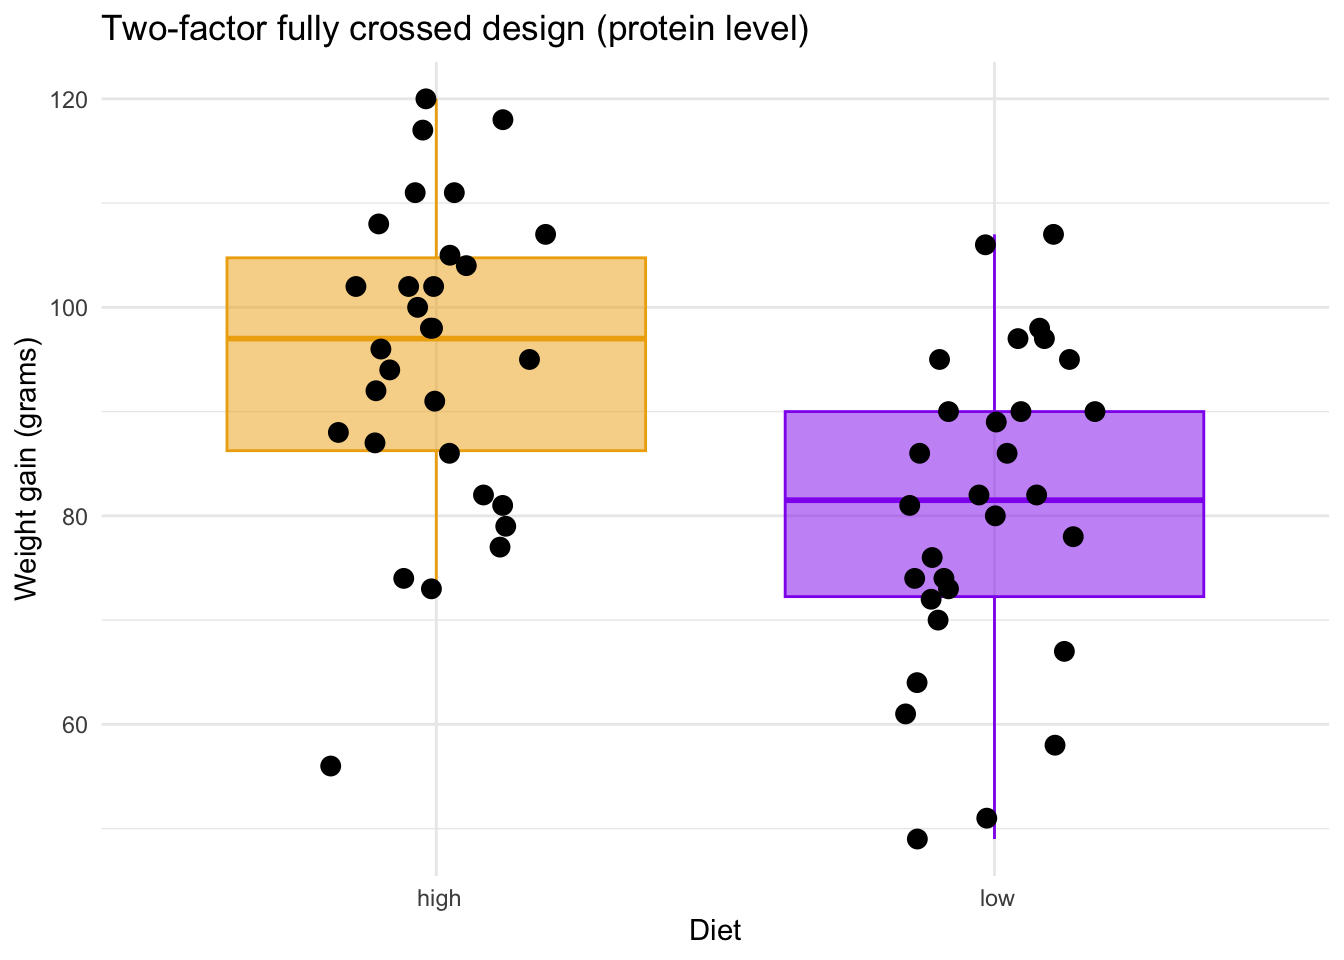 Two-factor fully crossed design (protein level)
120
100
80
60
Weight gain (grams)
high
low
Diet